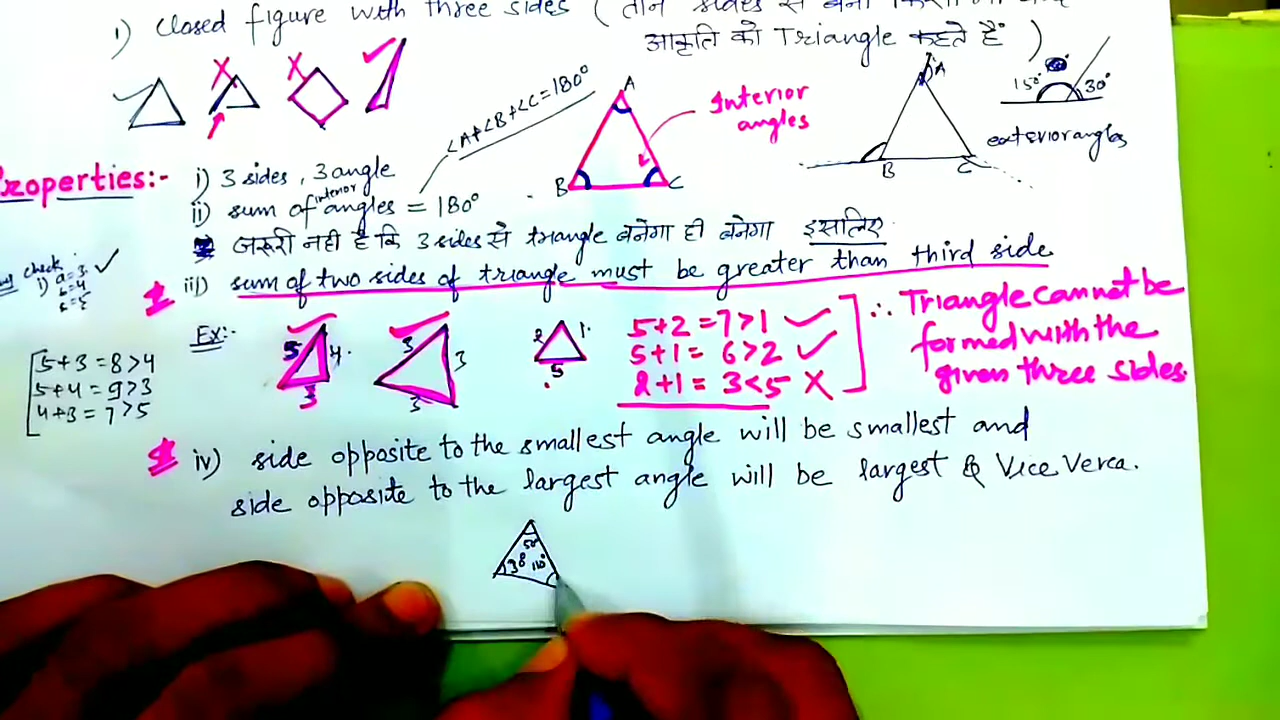 i) closed figure with three sides ( तीन sides से बना
आकृति को Triangle कहते हैं )
∠A+∠B+∠C=180°
A
B
C
Interior
angles
A
B
C
150°
30°
exterior angles
Properties:-
i) 3 sides, 3 angle
ii) sum of interior angles = 180°
जरूरी नही है कि 3 sides से triangle बनेगा ही बनेगा इसलिए
iii) sum of two sides of triangle must be greater than third side
check
i) a=3
b=4
c=5
5+3=8>4
5+4=9>3
4+3=7>5
Ex:-
5
4
3
3
3
3
2
1
5
5+2=7>1 ✓
5+1=6>2 ✓
2+1=3<5 X
∴ Triangle cannot be
formed with the
given three sides.
iv) side opposite to the smallest angle will be smallest and
side opposite to the largest angle will be largest & Vice Verca.
50°